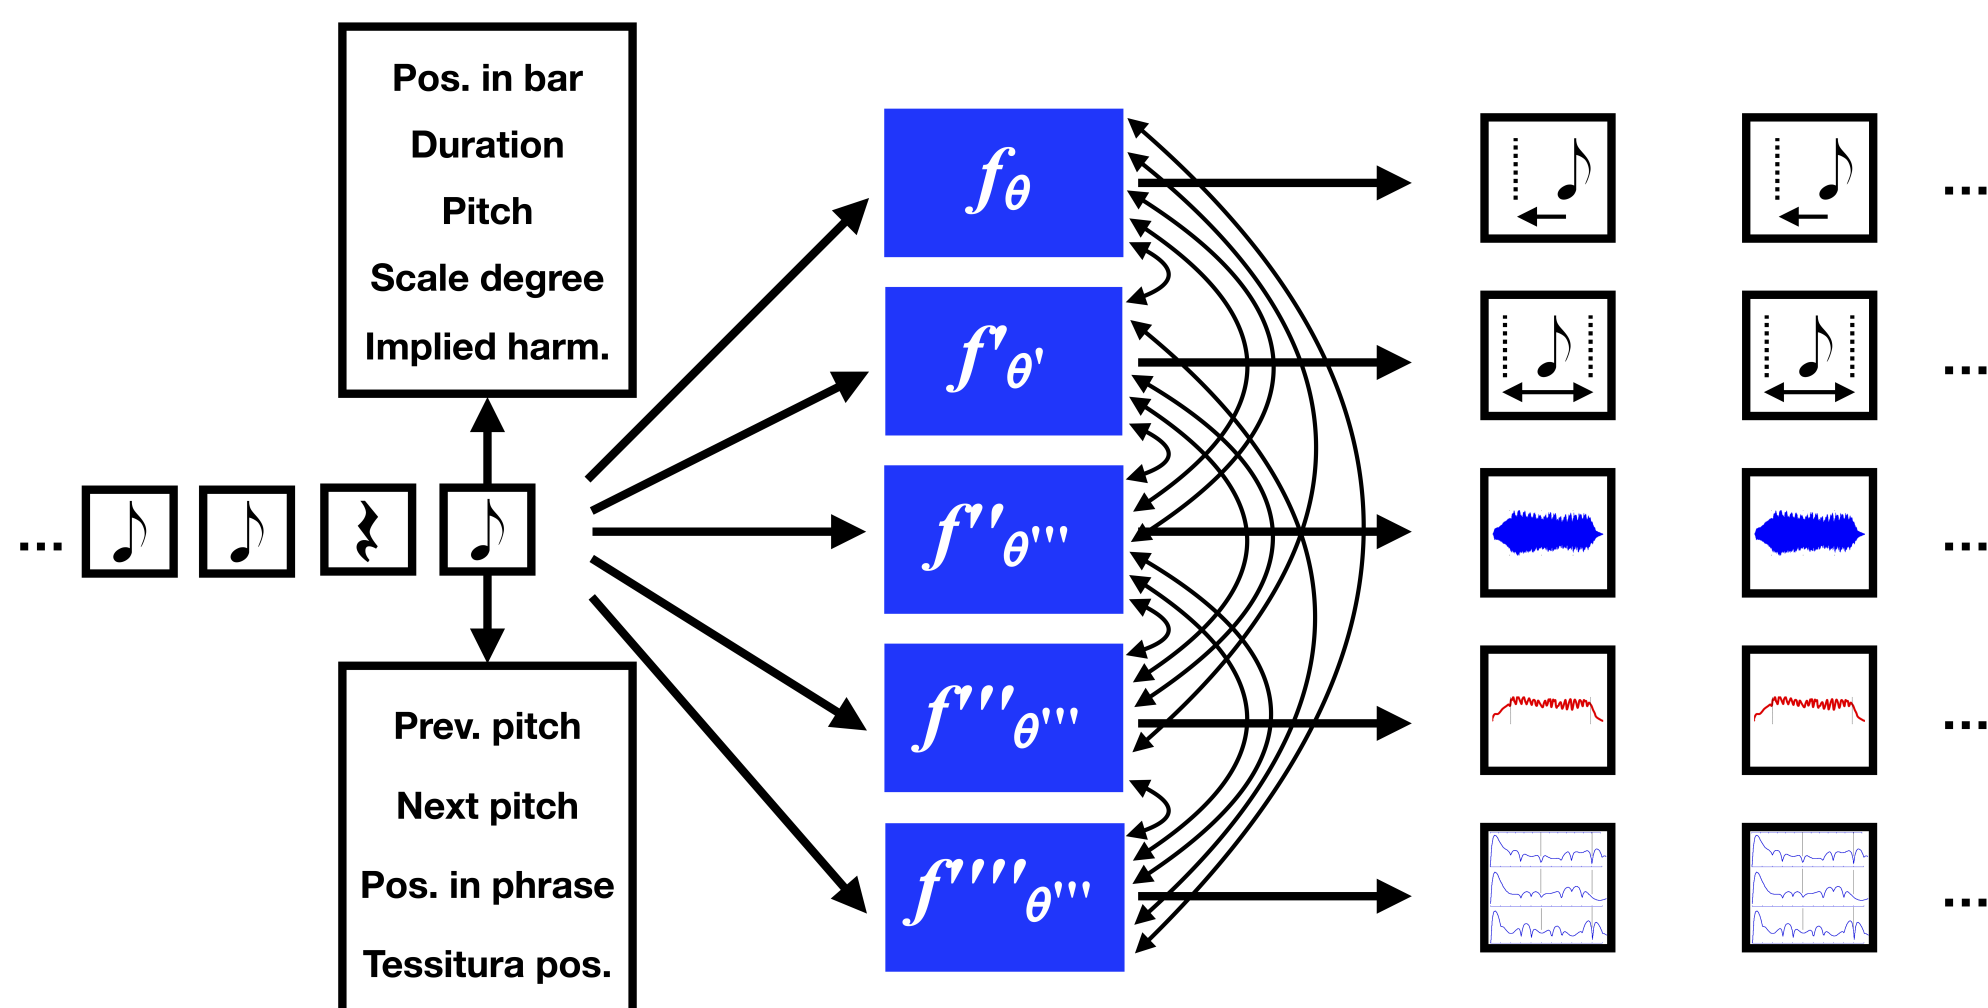 Pos. in bar
Duration
Pitch
Scale degree
Implied harm.
...
Prev. pitch
Next pitch
Pos. in phrase
Tessitura pos.
fθ
f'θ'
f''θ'''
f'''θ'''
f''''θ'''
...
...
...
...
...